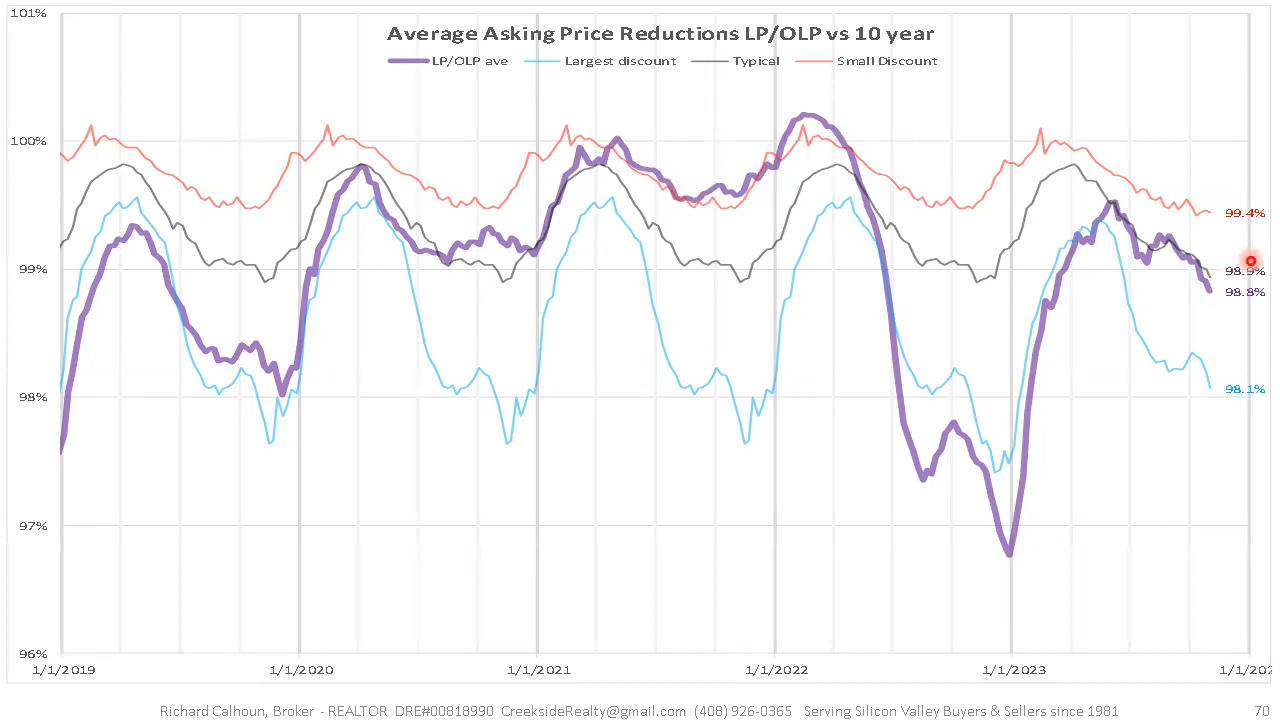 Average Asking Price Reductions LP/OLP vs 10 year
LP/OLP ave Largest discount Typical Small Discount
101%
100%
99%
98%
97%
96%
99.4%
98.9%
98.8%
98.1%
1/1/2019 1/1/2020 1/1/2021 1/1/2022 1/1/2023 1/1/202
Richard Calhoun, Broker - REALTOR DRE#00818990 CreeksideRealty@gmail.com (408) 926-0365 Serving Silicon Valley Buyers & Sellers since 1981 70